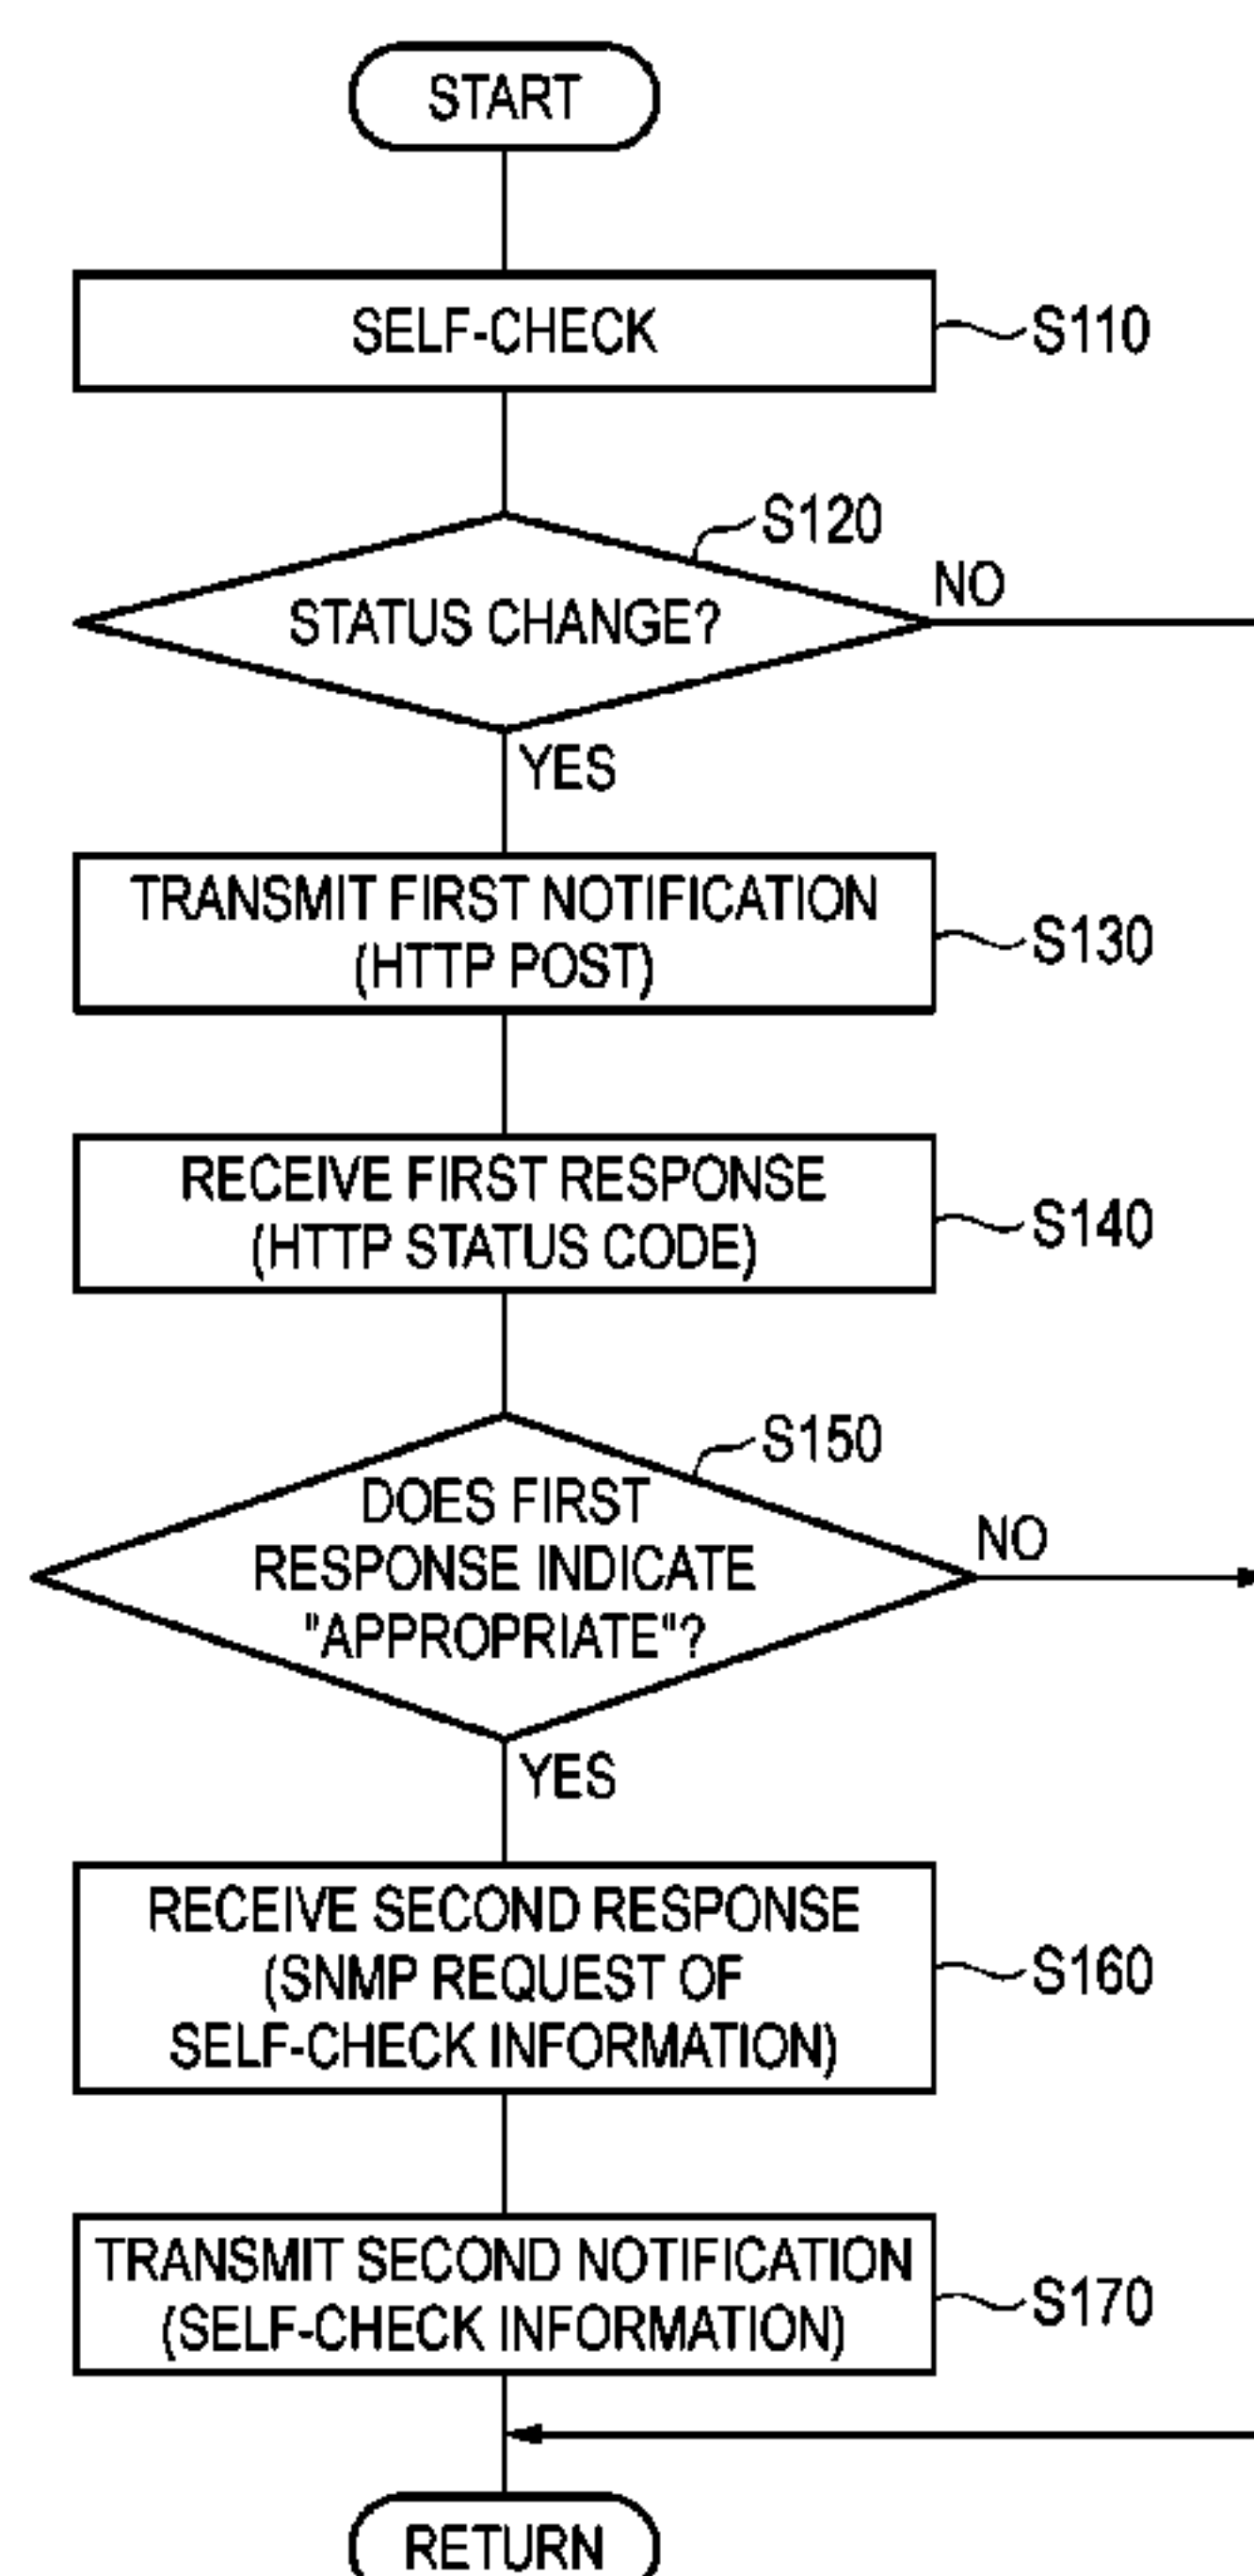 START
SELF-CHECK
S110
S120
STATUS CHANGE?
NO
YES
TRANSMIT FIRST NOTIFICATION
(HTTP POST)
S130
RECEIVE FIRST RESPONSE
(HTTP STATUS CODE)
S140
S150
DOES FIRST
RESPONSE INDICATE
"APPROPRIATE"?
NO
YES
RECEIVE SECOND RESPONSE
(SNMP REQUEST OF
SELF-CHECK INFORMATION)
S160
TRANSMIT SECOND NOTIFICATION
(SELF-CHECK INFORMATION)
S170
RETURN